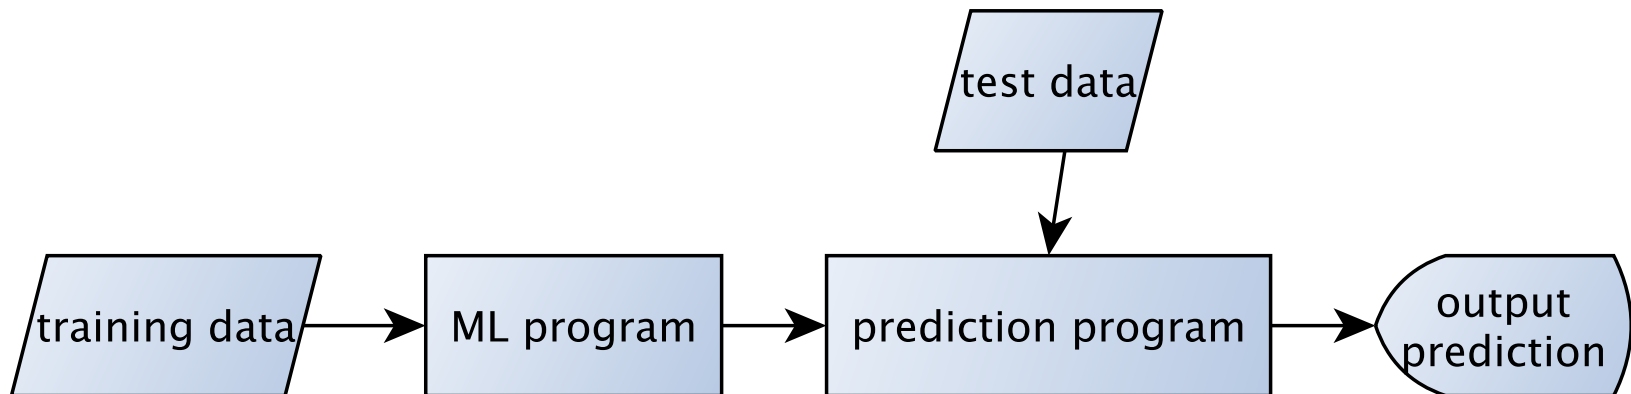 test data
training data
ML program
prediction program
output
prediction